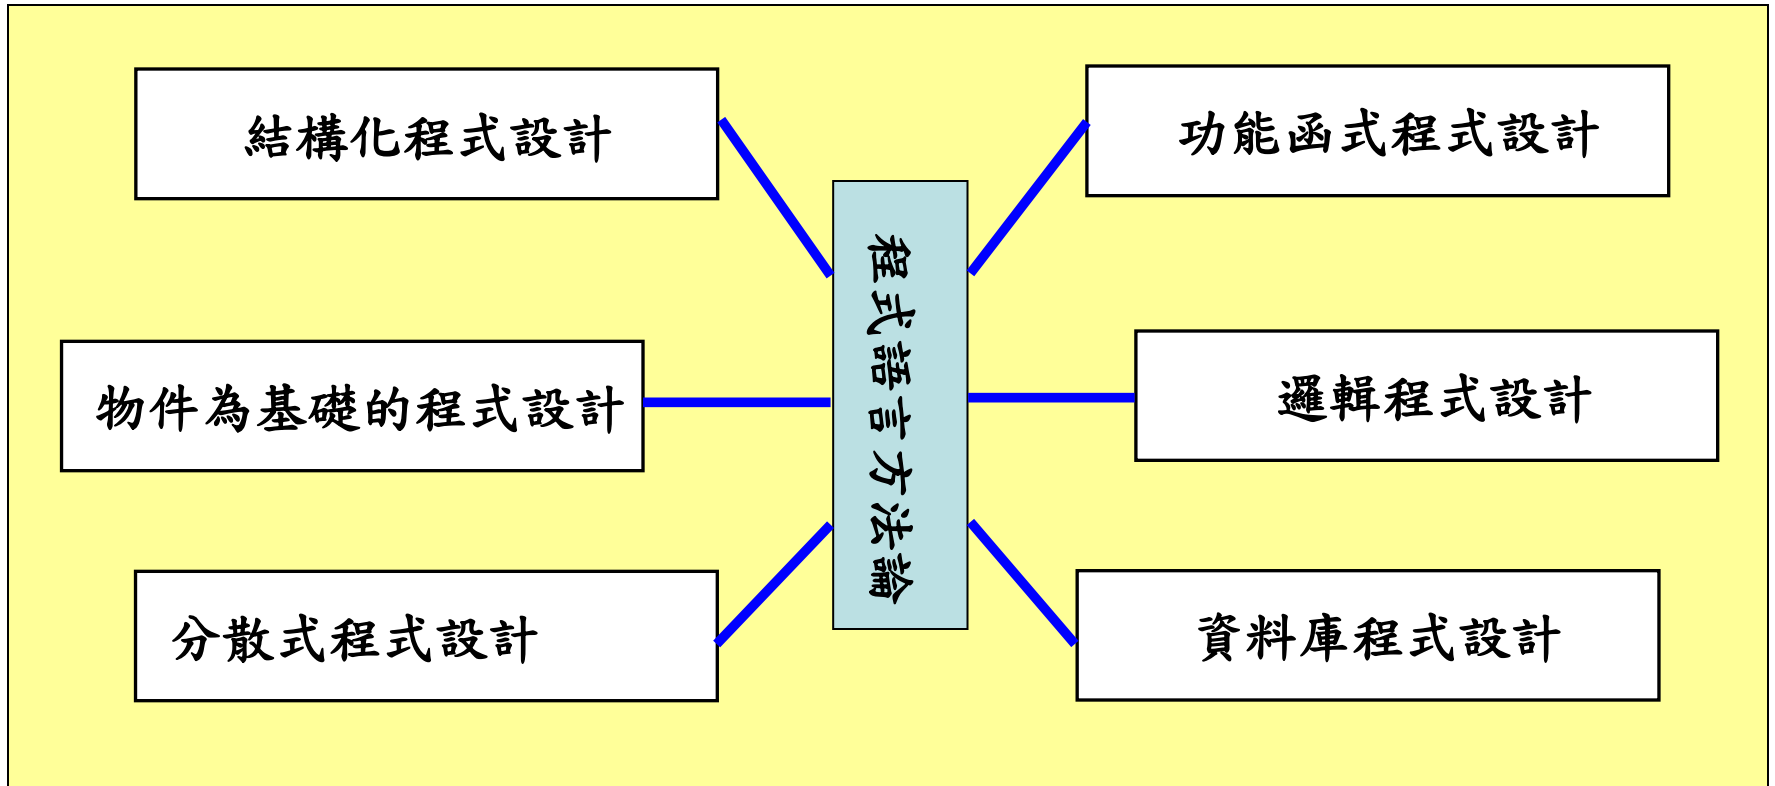 結構化程式設計
功能函式程式設計
程式語言方法論
物件為基礎的程式設計
邏輯程式設計
分散式程式設計
資料庫程式設計